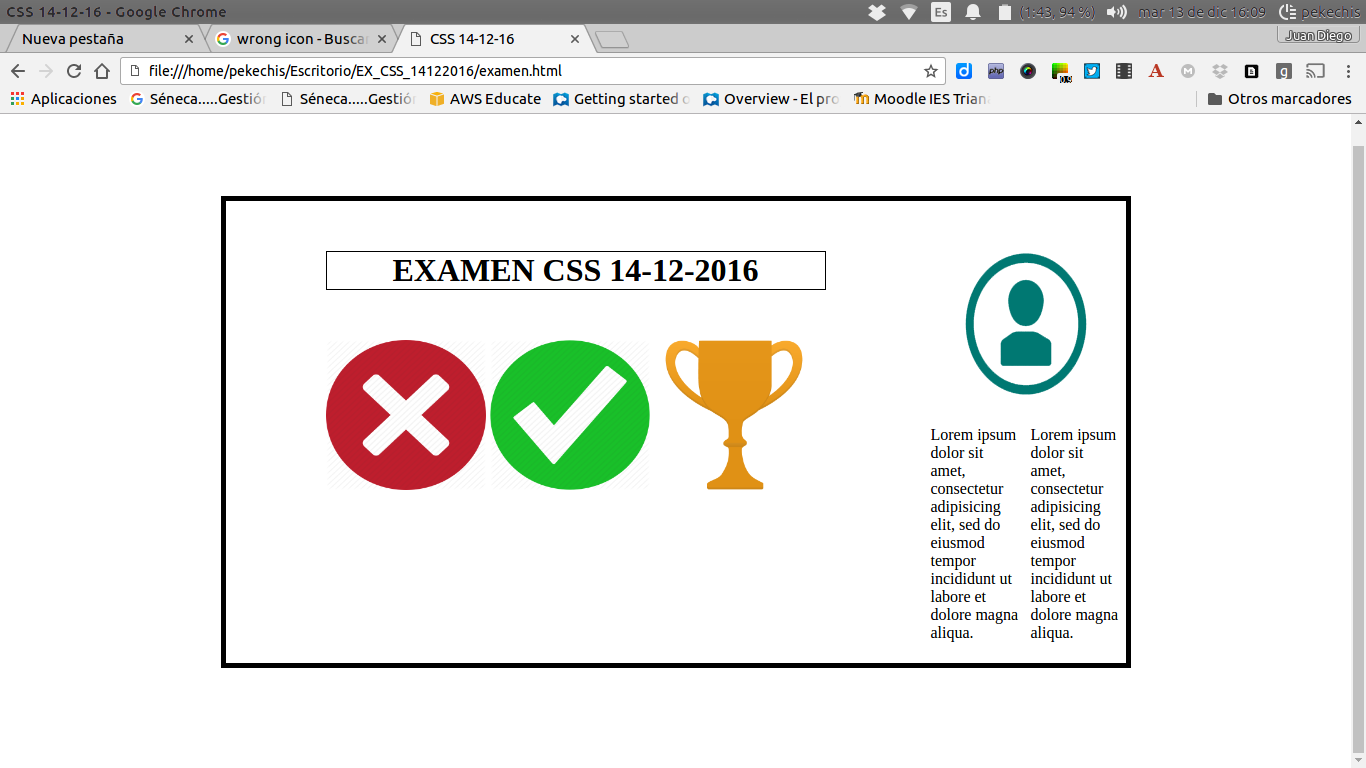 CSS 14-12-16 - Google Chrome
Es
(1:43, 94 %)
mar 13 de dic 16:09
pekechis
Nueva pestaña
wrong icon - Buscar
CSS 14-12-16
Juan Diego
file:///home/pekechis/Escritorio/EX_CSS_14122016/examen.html
Aplicaciones
Séneca.....Gestión
Séneca.....Gestión
AWS Educate
Getting started o
Overview - El pro
Moodle IES Trian
Otros marcadores
EXAMEN CSS 14-12-2016
Lorem ipsum
dolor sit
amet,
consectetur
adipisicing
elit, sed do
eiusmod
tempor
incididunt ut
labore et
dolore magna
aliqua.
Lorem ipsum
dolor sit
amet,
consectetur
adipisicing
elit, sed do
eiusmod
tempor
incididunt ut
labore et
dolore magna
aliqua.